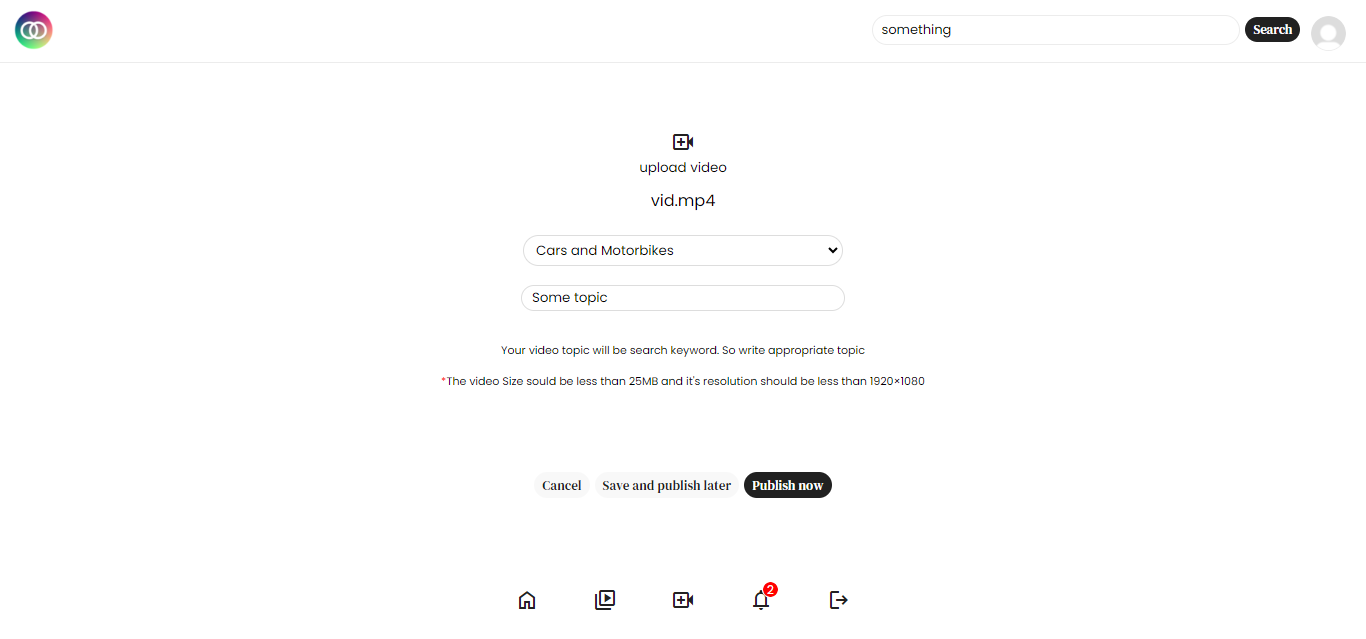 something
Search
upload video
vid.mp4
Cars and Motorbikes
Some topic
Your video topic will be search keyword. So write appropriate topic
*The video Size sould be less than 25MB and it's resolution should be less than 1920×1080
Cancel Save and publish later Publish now
2